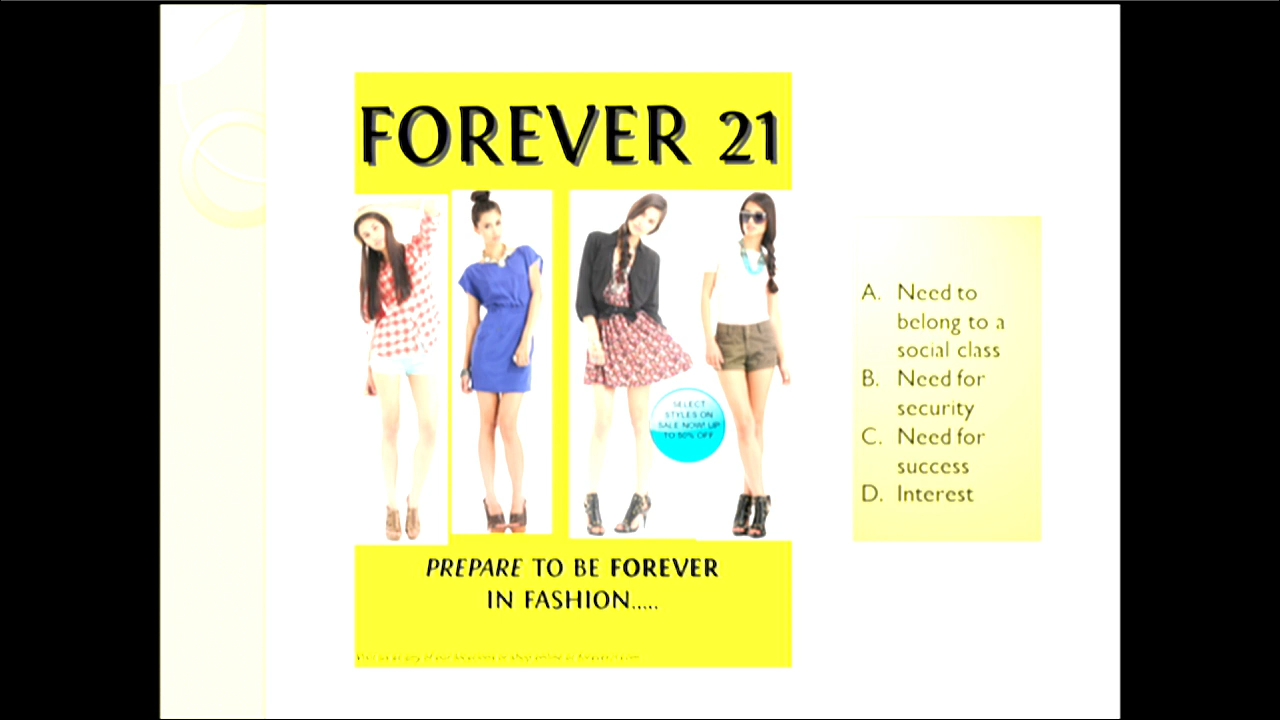 FOREVER 21
SELECT
STYLES ON
SALE NOW! UP
TO 50% OFF
PREPARE TO BE FOREVER
IN FASHION.....
A. Need to
belong to a
social class
B. Need for
security
C. Need for
success
D. Interest